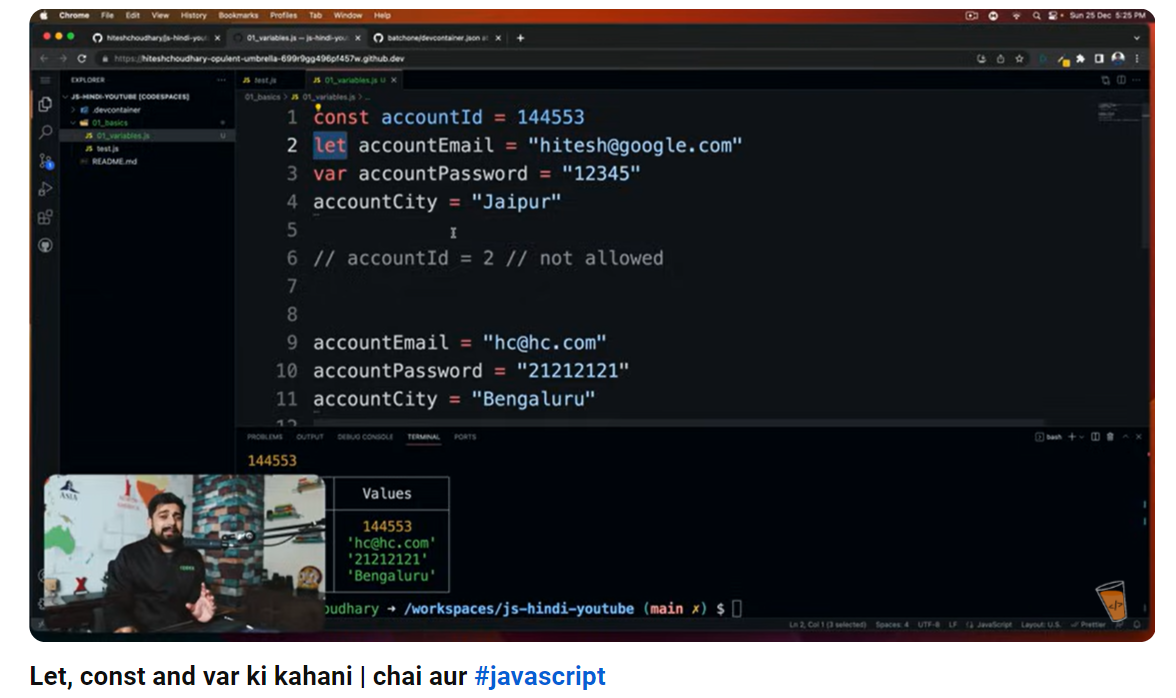 Chrome File Edit View History Bookmarks Profiles Tab Window Help
Sun 25 Dec 5:25 PM
hiteshchoudhary/js-hindi-you
01_variables.js — js-hindi-you
batchone/devcontainer.json at
https://hiteshchoudhary-opulent-umbrella-699r9gg496pf457w.github.dev
EXPLORER
JS-HINDI-YOUTUBE [CODESPACES]
.devcontainer
01_basics
JS 01_variables.js U
JS test.js
README.md
JS test.js
JS 01_variables.js U
01_basics > JS 01_variables.js > ...
1 const accountId = 144553
2 let accountEmail = "hitesh@google.com"
3 var accountPassword = "12345"
4 accountCity = "Jaipur"
5
6 // accountId = 2 // not allowed
7
8
9 accountEmail = "hc@hc.com"
10 accountPassword = "21212121"
11 accountCity = "Bengaluru"
12
PROBLEMS OUTPUT DEBUG CONSOLE TERMINAL PORTS
bash
144553
Values
144553
'hc@hc.com'
'21212121'
'Bengaluru'
oudhary → /workspaces/js-hindi-youtube (main ✗) $
ASIA
Ln 2, Col 1 (3 selected) Spaces: 4 UTF-8 LF JavaScript Layout: U.S. Prettier
</>
Let, const and var ki kahani | chai aur #javascript